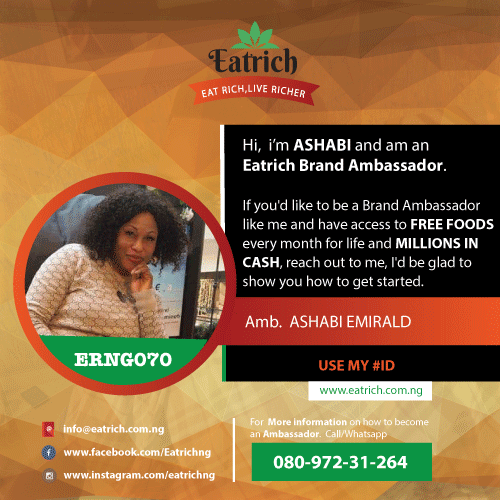 Eatrich
EAT RICH,LIVE RICHER
Hi, i’m ASHABI and am an
Eatrich Brand Ambassador.
If you'd like to be a Brand Ambassador
like me and have access to FREE FOODS
every month for life and MILLIONS IN
CASH, reach out to me, I'd be glad to
show you how to get started.
Amb. ASHABI EMIRALD
ERNG070
USE MY #ID
www.eatrich.com.ng
info@eatrich.com.ng
www.facebook.com/Eatrichng
www.instagram.com/eatrichng
For More information on how to become
an Ambassador. Call/Whatsapp
080-972-31-264